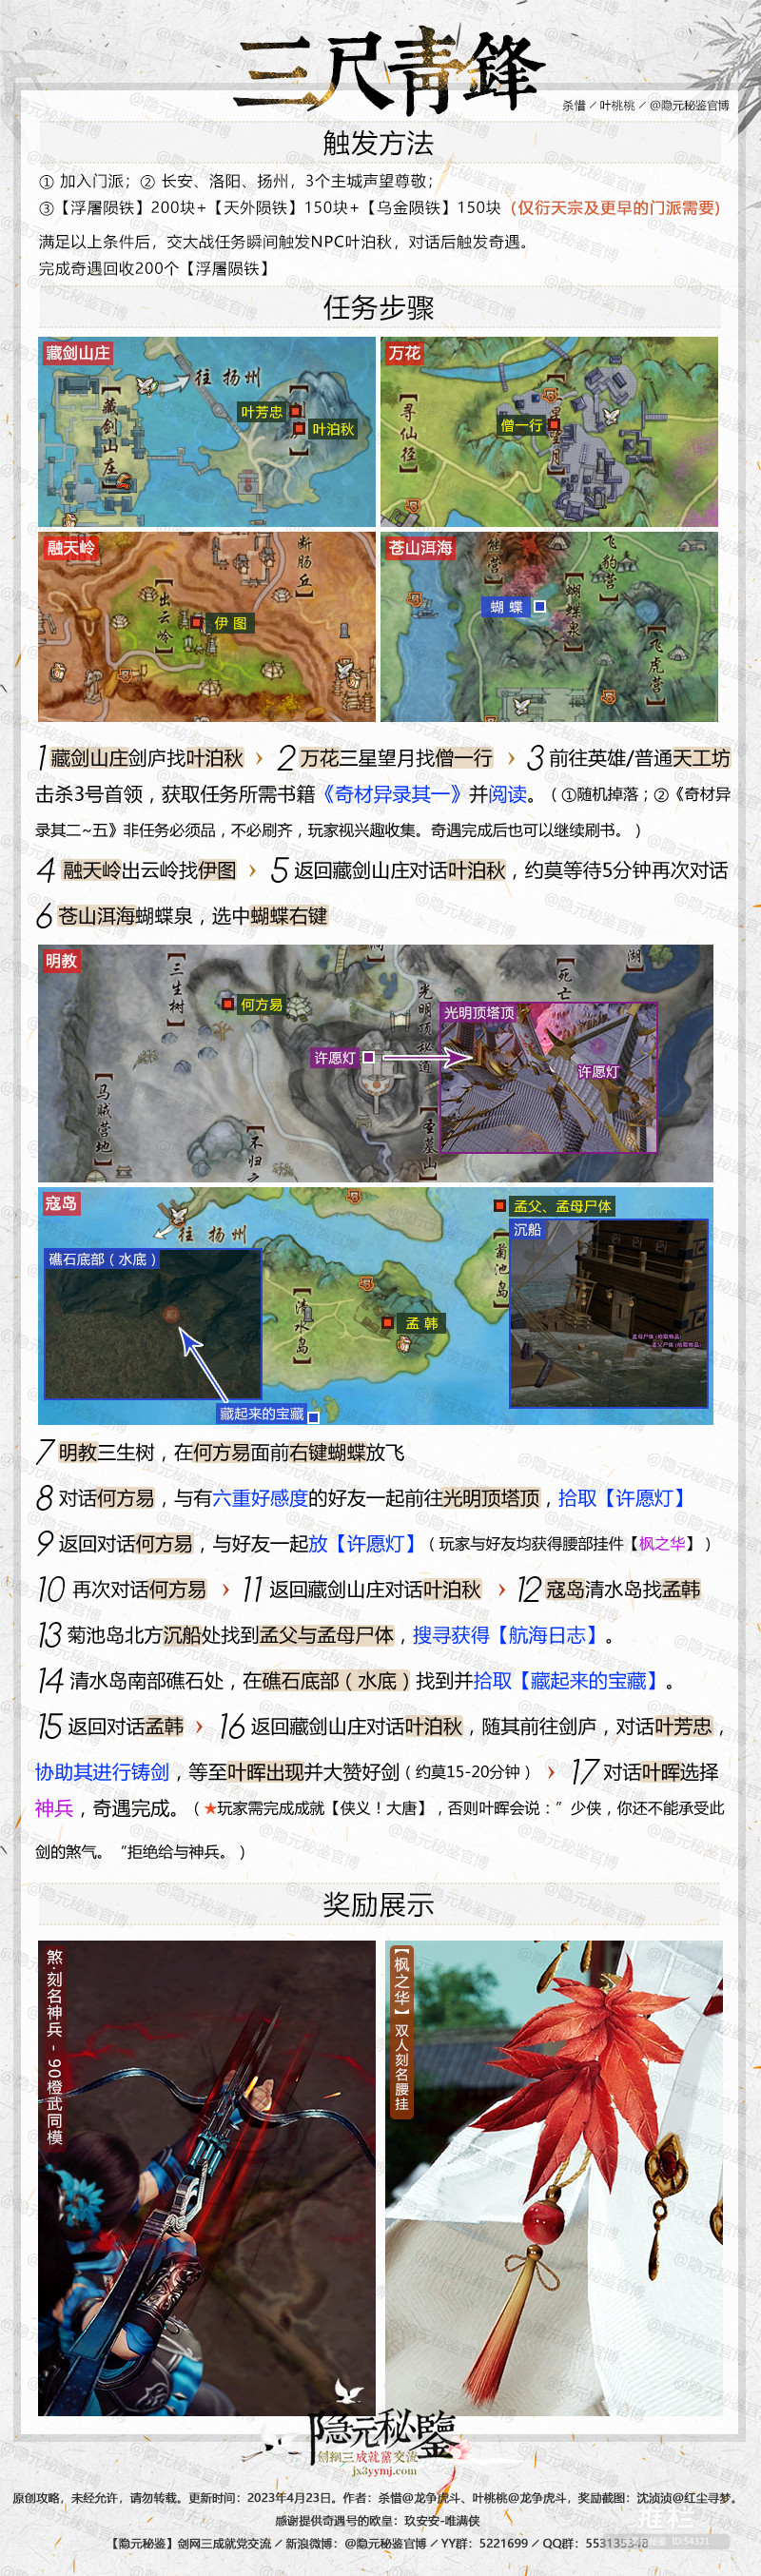 三尺青鋒
杀惜 / 叶桃桃 / @隐元秘鉴官博
触发方法
① 加入门派；② 长安、洛阳、扬州，3个主城声望尊敬；
③【浮屠陨铁】200块+【天外陨铁】150块+【乌金陨铁】150块（仅衍天宗及更早的门派需要）
满足以上条件后，交大战任务瞬间触发NPC叶泊秋，对话后触发奇遇。
完成奇遇回收200个【浮屠陨铁】
任务步骤
藏剑山庄
往 扬州
【藏剑山庄】
叶芳忠
叶泊秋
万花
【寻仙径】
僧一行
融天岭
断肠丘】
【出云岭】
伊 图
苍山洱海
熊营】
飞豹营】
【蝴蝶泉】
蝴 蝶
【飞虎营】
1 藏剑山庄剑庐找叶泊秋 › 2 万花三星望月找僧一行 › 3 前往英雄/普通天工坊
击杀3号首领，获取任务所需书籍《奇材异录其一》并阅读。（ ①随机掉落；②《奇材异
录其二~五》非任务必须品，不必刷齐，玩家视兴趣收集。奇遇完成后也可以继续刷书。 ）
4 融天岭出云岭找伊图 › 5 返回藏剑山庄对话叶泊秋，约莫等待5分钟再次对话
6 苍山洱海蝴蝶泉，选中蝴蝶右键
明教
【三生树】
何方易
光明顶秘道
【死亡
湖】
光明顶塔顶
许愿灯
许愿灯
【马贼营地】
【不归之
【圣墓山】
寇岛
往 扬州
孟父、孟母尸体
沉船
礁石底部（水底）
【菊池岛】
【清水岛】
孟 韩
孟母尸体（拾取物品）
孟父尸体（拾取物品）
藏起来的宝藏
7 明教三生树，在何方易面前右键蝴蝶放飞
8 对话何方易，与有六重好感度的好友一起前往光明顶塔顶，拾取【许愿灯】
9 返回对话何方易，与好友一起放【许愿灯】（玩家与好友均获得腰部挂件【枫之华】）
10 再次对话何方易 › 11 返回藏剑山庄对话叶泊秋 › 12 寇岛清水岛找孟韩
13 菊池岛北方沉船处找到孟父与孟母尸体，搜寻获得【航海日志】。
14 清水岛南部礁石处，在礁石底部（水底）找到并拾取【藏起来的宝藏】。
15 返回对话孟韩 › 16 返回藏剑山庄对话叶泊秋，随其前往剑庐，对话叶芳忠，
协助其进行铸剑，等至叶晖出现并大赞好剑（约莫15-20分钟） › 17 对话叶晖选择
神兵，奇遇完成。（★玩家需完成成就【侠义！大唐】，否则叶晖会说：”少侠，你还不能承受此
剑的煞气。“拒绝给与神兵。）
奖励展示
煞·刻名神兵 - 90橙武同模
【枫之华】双人刻名腰挂
隐元秘鑒
劍網三成就黨交流
jx3yymj.com
原创攻略，未经允许，请勿转载。更新时间：2023年4月23日。作者：杀惜@龙争虎斗、叶桃桃@龙争虎斗，奖励截图：沈浈浈@红尘寻梦。
感谢提供奇遇号的欧皇：玖安安-唯满侠
【隐元秘鉴】剑网三成就党交流 / 新浪微博：@隐元秘鉴官博 / YY群：5221699 / QQ群：553135348
推栏
ID:54321